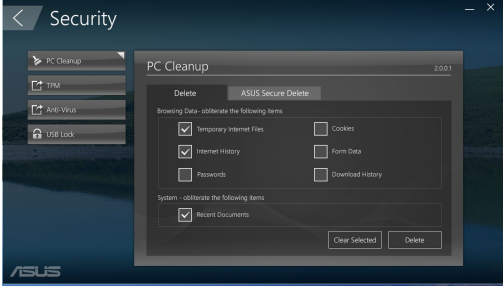 Security
PC Cleanup
TPM
Anti-Virus
USB Lock
PC Cleanup 2.0.0.1
Delete ASUS Secure Delete
Browsing Data- obliterate the following items
Temporary Internet Files Cookies
Internet History Form Data
Passwords Download History
System - obliterate the following items
Recent Documents
Clear Selected Delete
ASUS